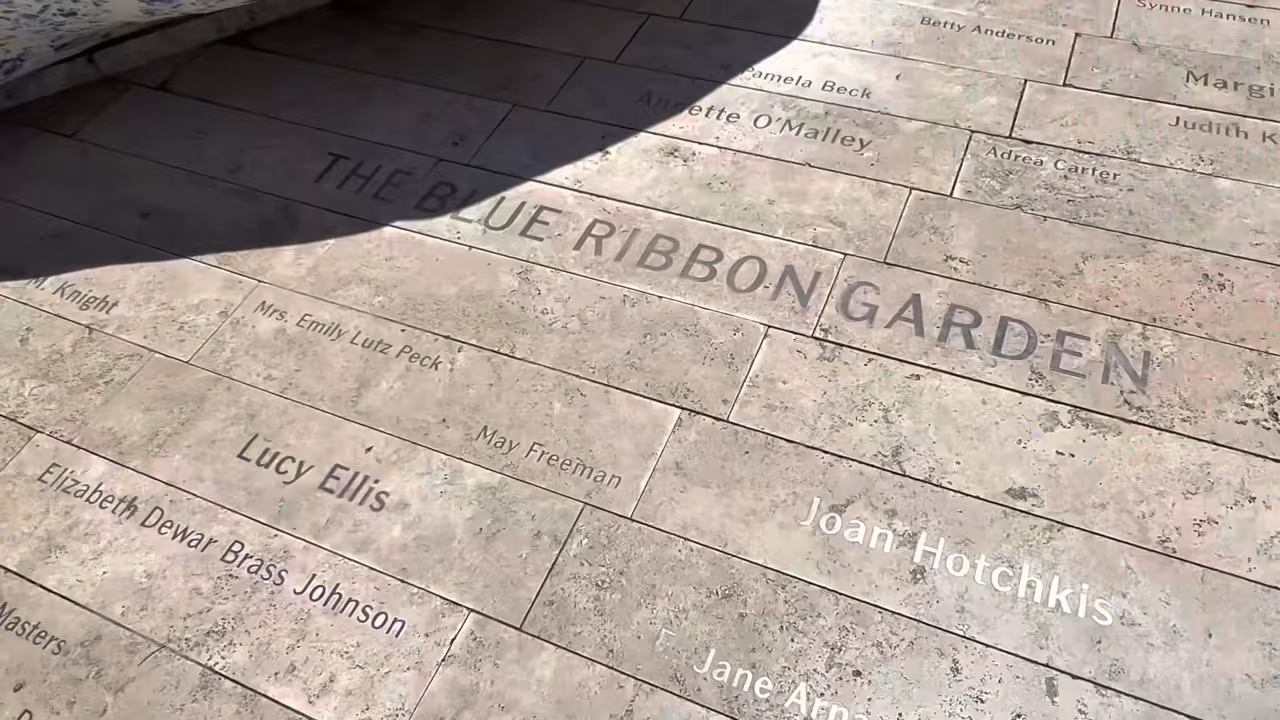 Synne Hansen
Betty Anderson
Pamela Beck
Annette O'Malley
Judith K
Adrea Carter
THE BLUE RIBBON GARDEN
M. Knight
Mrs. Emily Lutz Peck
May Freeman
Lucy Ellis
Joan Hotchkis
Elizabeth Dewar Brass Johnson
Masters
Jane